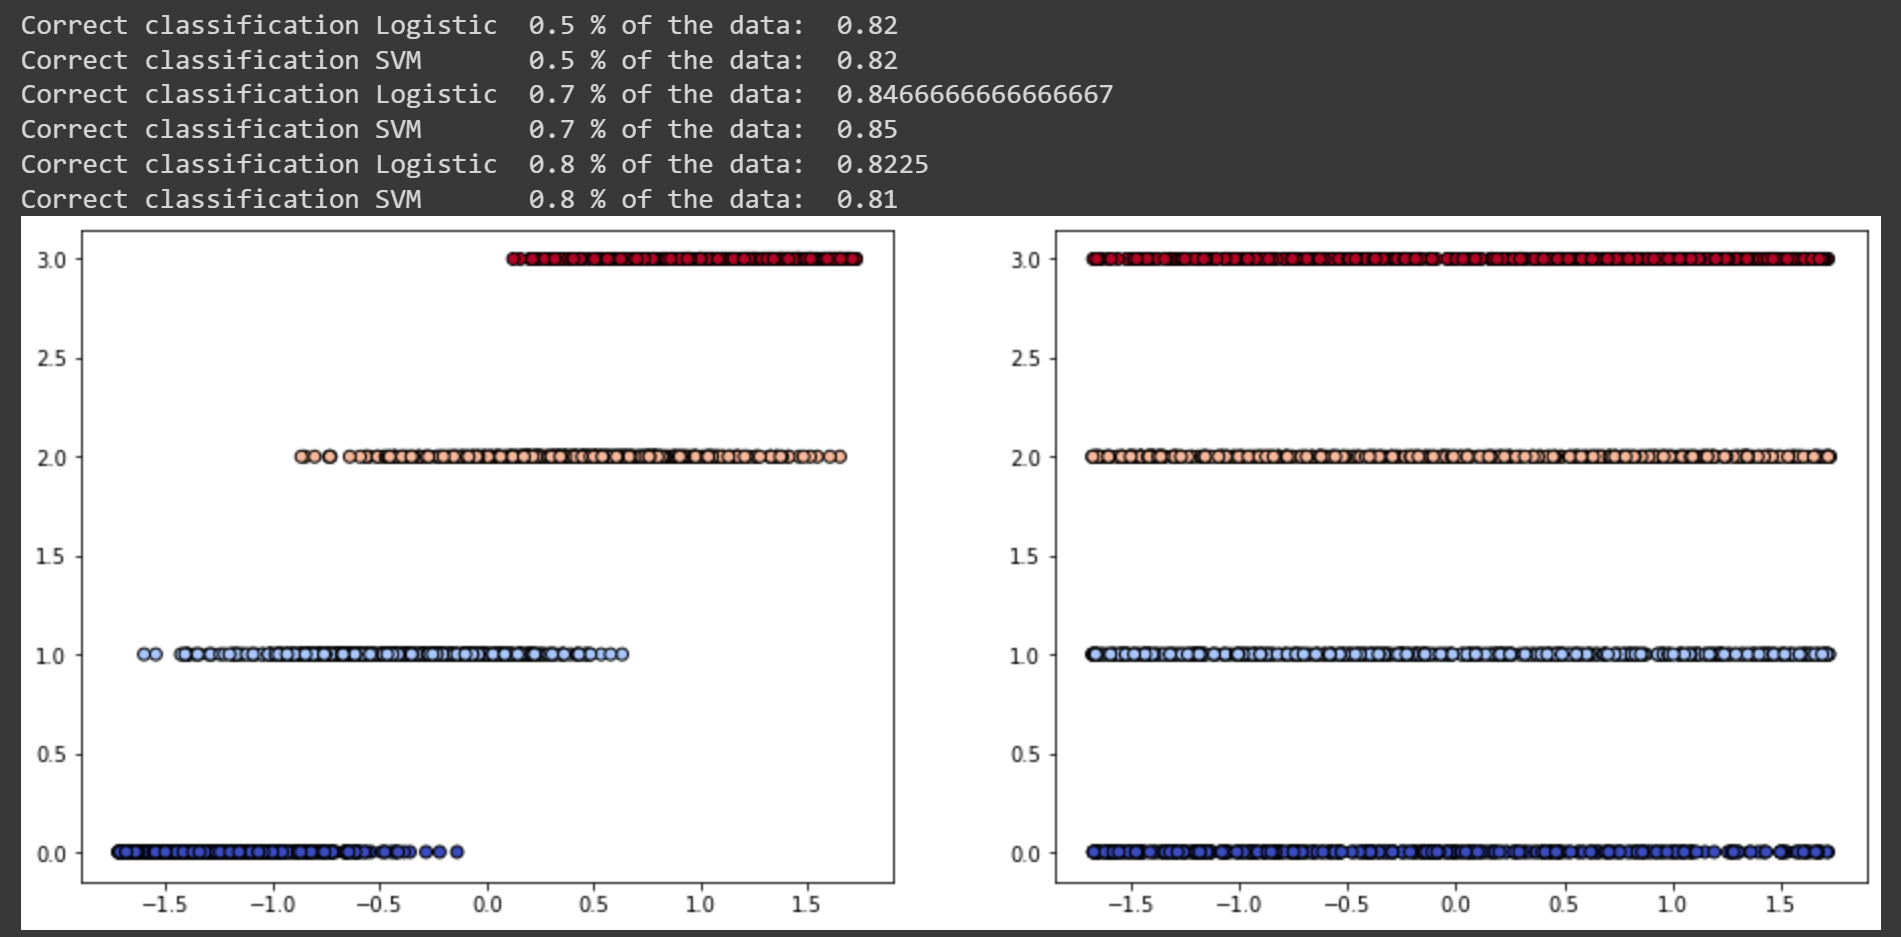 Correct classification Logistic  0.5 % of the data:  0.82
Correct classification SVM       0.5 % of the data:  0.82
Correct classification Logistic  0.7 % of the data:  0.8466666666666667
Correct classification SVM       0.7 % of the data:  0.85
Correct classification Logistic  0.8 % of the data:  0.8225
Correct classification SVM       0.8 % of the data:  0.81
3.0
2.5
2.0
1.5
1.0
0.5
0.0
−1.5 −1.0 −0.5 0.0 0.5 1.0 1.5
3.0
2.5
2.0
1.5
1.0
0.5
0.0
−1.5 −1.0 −0.5 0.0 0.5 1.0 1.5